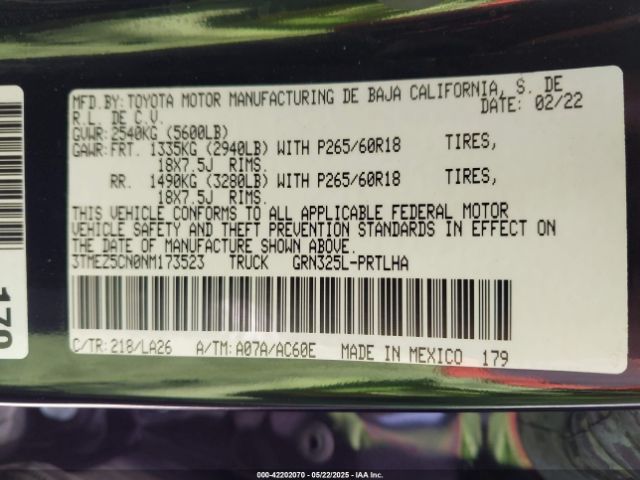 MFD.BY: TOYOTA MOTOR MANUFACTURING DE BAJA CALIFORNIA, S. DE
R.L. DE C.V. DATE: 02/22
GVWR: 2540KG (5600LB)
GAWR: FRT. 1335KG (2940LB) WITH P265/60R18 TIRES,
18X7.5J RIMS.
RR. 1490KG (3280LB) WITH P265/60R18 TIRES,
18X7.5J RIMS.
THIS VEHICLE CONFORMS TO ALL APPLICABLE FEDERAL MOTOR
VEHICLE SAFETY AND THEFT PREVENTION STANDARDS IN EFFECT ON
THE DATE OF MANUFACTURE SHOWN ABOVE.
3TMEZ5CN0NM173523 TRUCK GRN325L-PRTLHA
C/TR: 218/LA26 A/TM: A07A/AC60E MADE IN MEXICO 179
000-42202070 - 05/22/2025 - IAA, Inc.